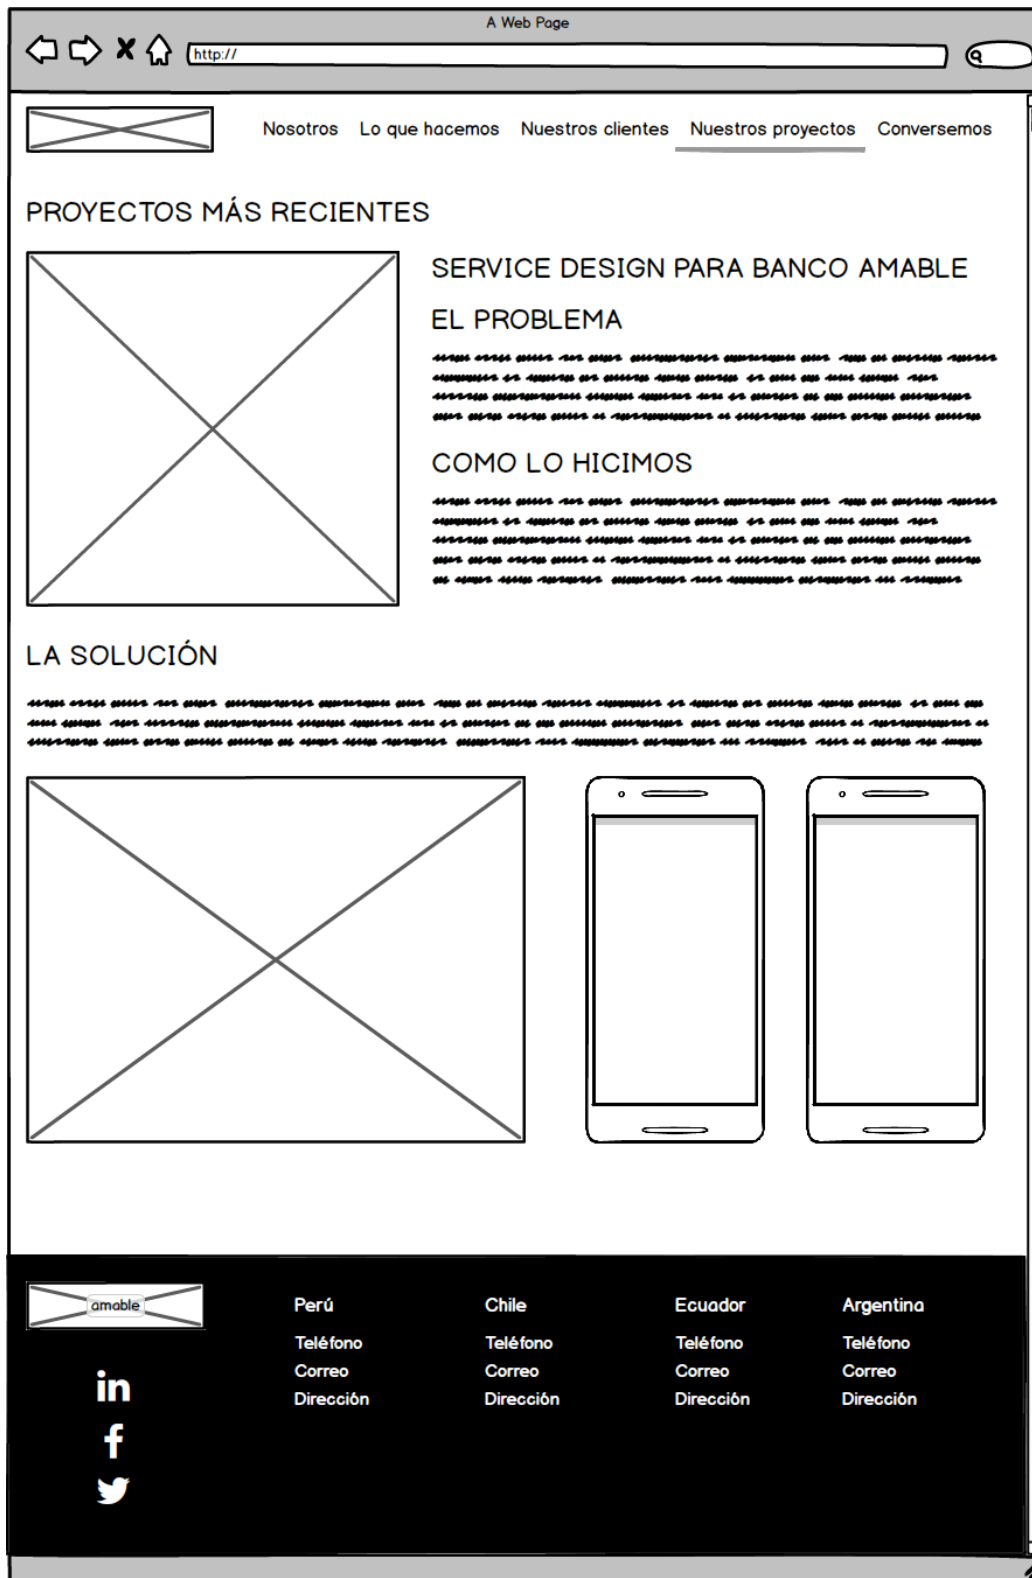 A Web Page
http://
Nosotros Lo que hacemos Nuestros clientes Nuestros proyectos Conversemos
PROYECTOS MÁS RECIENTES
SERVICE DESIGN PARA BANCO AMABLE
EL PROBLEMA
COMO LO HICIMOS
LA SOLUCIÓN
amable
in
f
Perú
Teléfono
Correo
Dirección
Chile
Teléfono
Correo
Dirección
Ecuador
Teléfono
Correo
Dirección
Argentina
Teléfono
Correo
Dirección